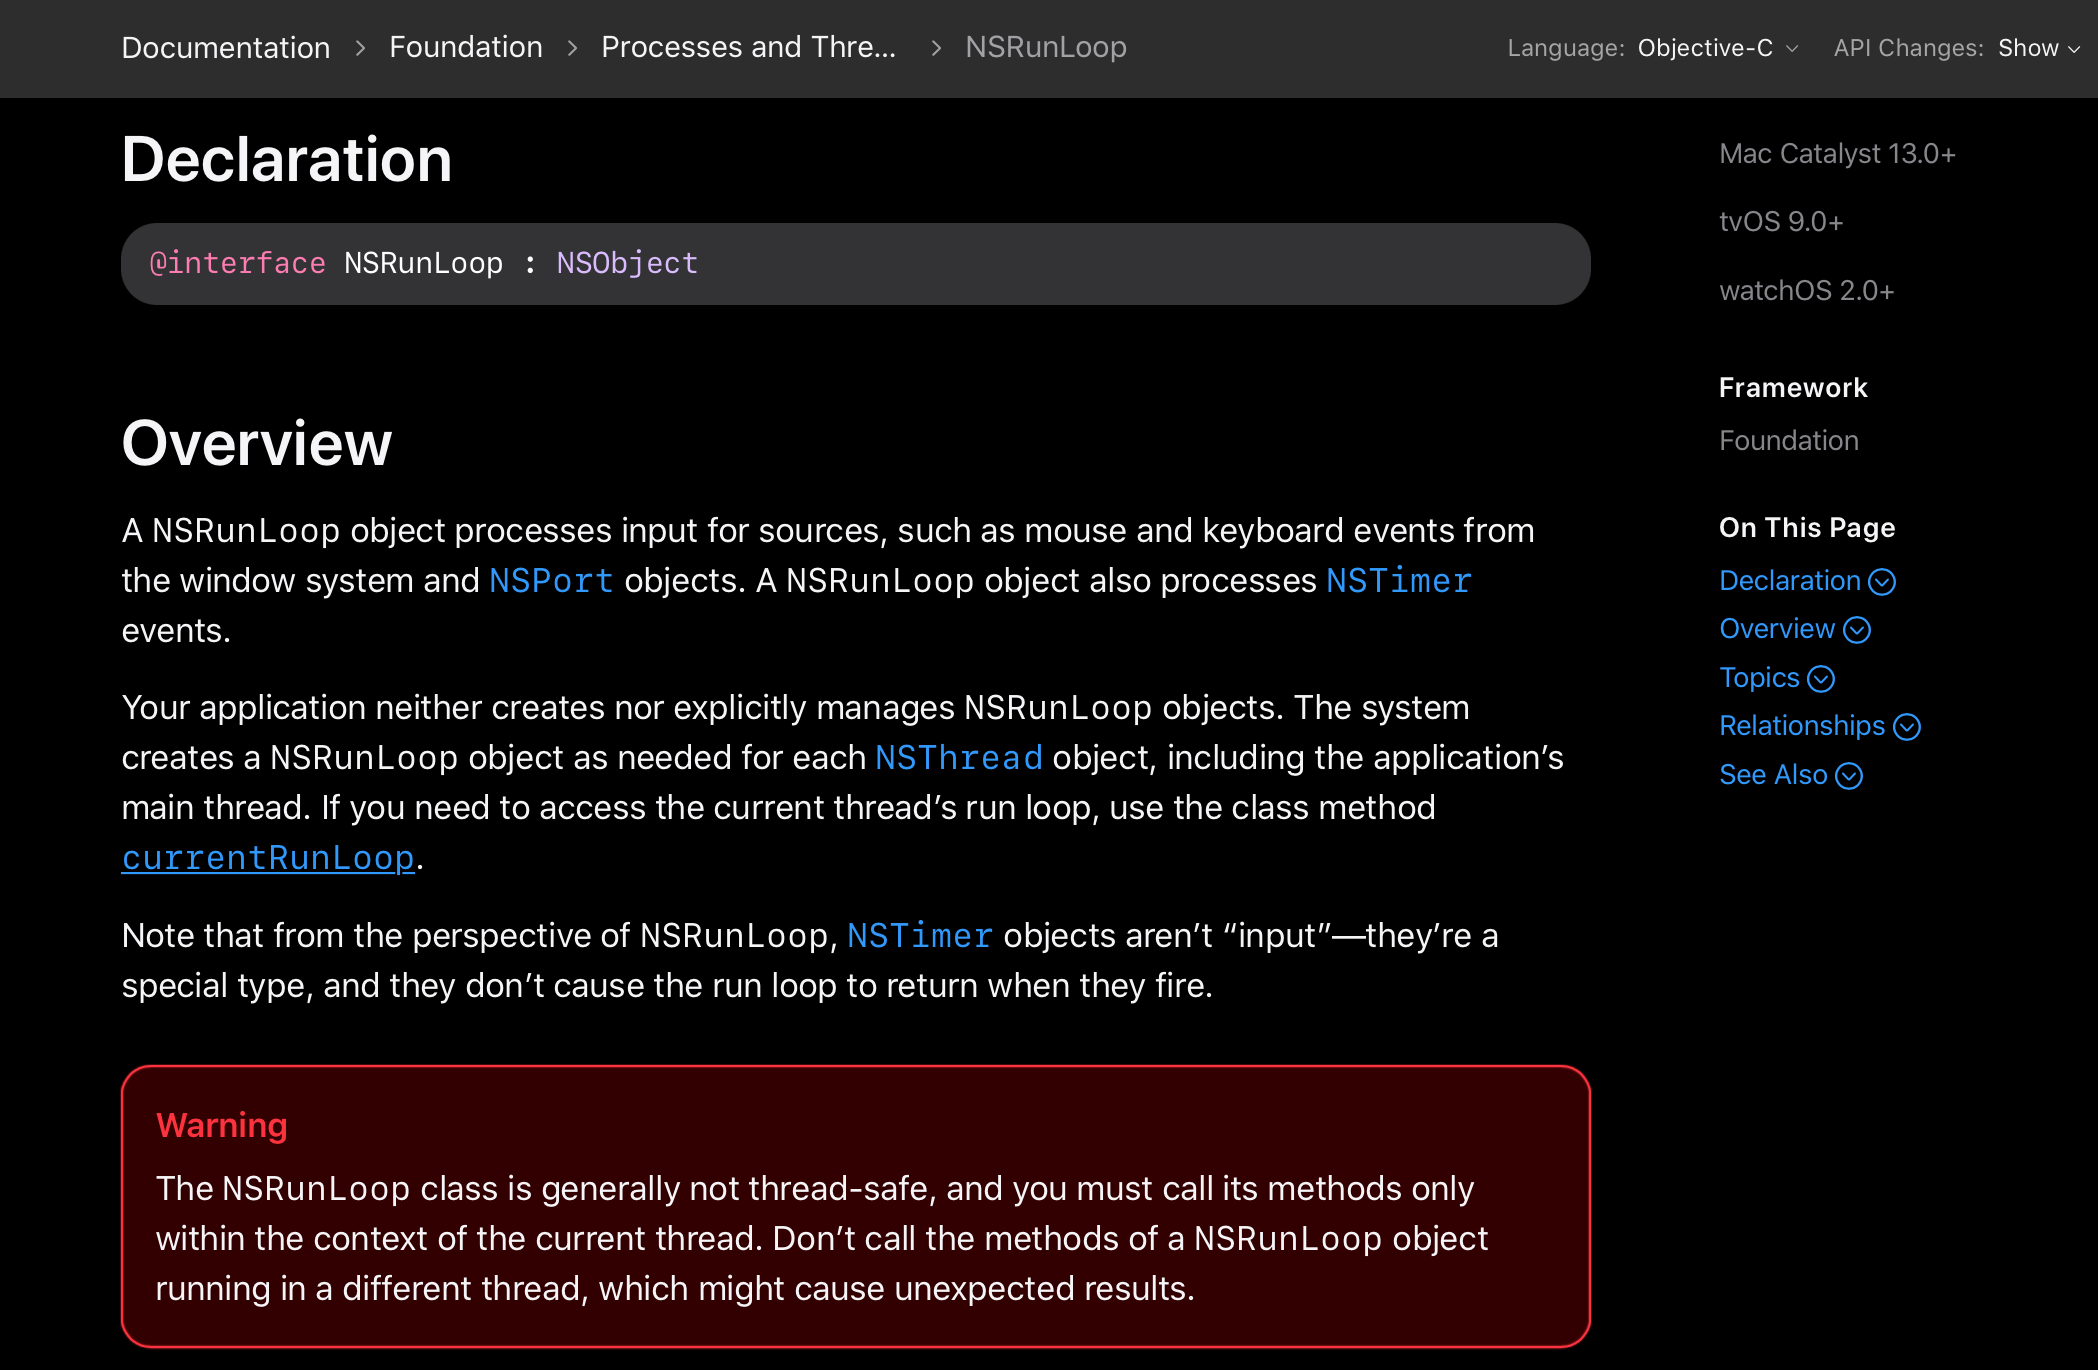 Documentation > Foundation > Processes and Thre... > NSRunLoop
Language: Objective-C API Changes: Show
Declaration
@interface NSRunLoop : NSObject
Overview
A NSRunLoop object processes input for sources, such as mouse and keyboard events from
the window system and NSPort objects. A NSRunLoop object also processes NSTimer
events.
Your application neither creates nor explicitly manages NSRunLoop objects. The system
creates a NSRunLoop object as needed for each NSThread object, including the application’s
main thread. If you need to access the current thread’s run loop, use the class method
currentRunLoop.
Note that from the perspective of NSRunLoop, NSTimer objects aren’t “input”—they’re a
special type, and they don’t cause the run loop to return when they fire.
Warning
The NSRunLoop class is generally not thread-safe, and you must call its methods only
within the context of the current thread. Don’t call the methods of a NSRunLoop object
running in a different thread, which might cause unexpected results.
Mac Catalyst 13.0+
tvOS 9.0+
watchOS 2.0+
Framework
Foundation
On This Page
Declaration
Overview
Topics
Relationships
See Also